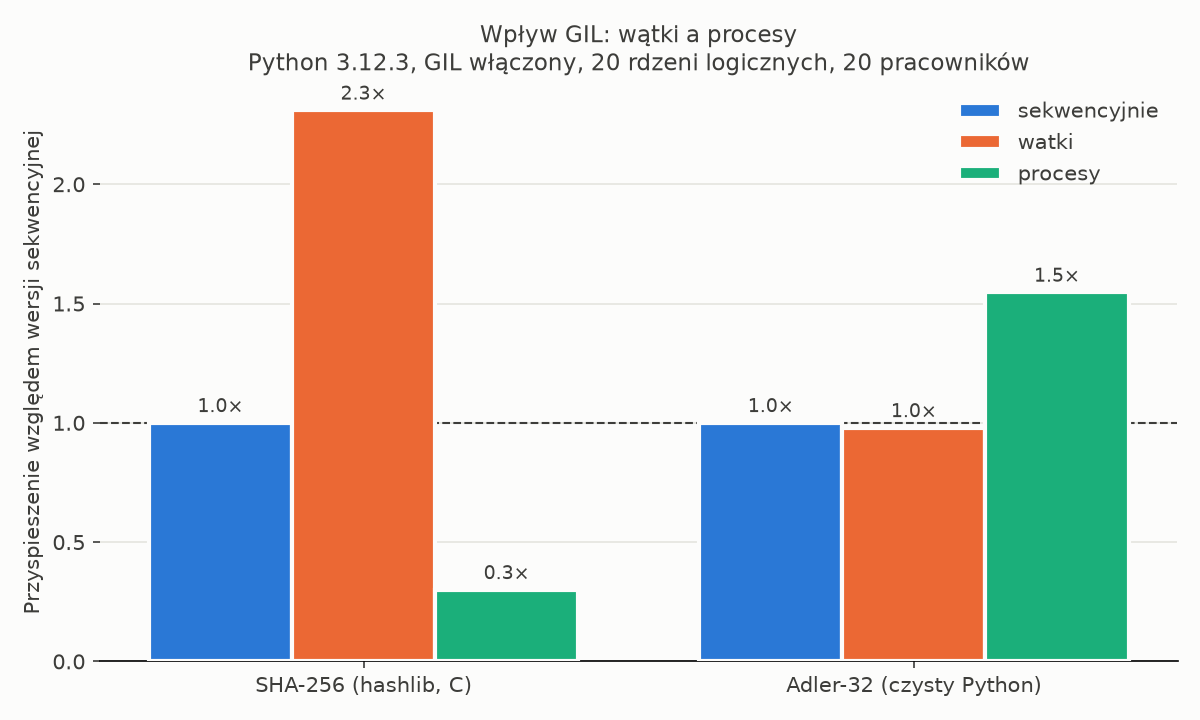 Wpływ GIL: wątki a procesy
Python 3.12.3, GIL włączony, 20 rdzeni logicznych, 20 pracowników
Przyspieszenie względem wersji sekwencyjnej
2.0
1.5
1.0
0.5
0.0
1.0×
2.3×
0.3×
1.0×
1.0×
1.5×
sekwencyjnie
watki
procesy
SHA-256 (hashlib, C)
Adler-32 (czysty Python)